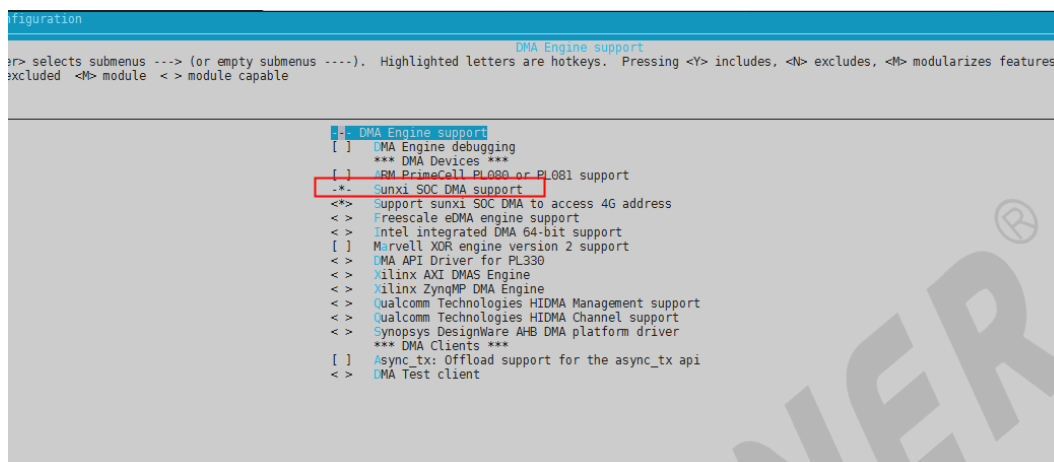 nfiguration
DMA Engine support
er> selects submenus ---> (or empty submenus ----).  Highlighted letters are hotkeys.  Pressing <Y> includes, <N> excludes, <M> modularizes features
excluded  <M> module  < > module capable
--- DMA Engine support
[ ]   DMA Engine debugging
*** DMA Devices ***
[ ]   ARM PrimeCell PL080 or PL081 support
-*-   Sunxi SOC DMA support
<*>   Support sunxi SOC DMA to access 4G address
< >   Freescale eDMA engine support
< >   Intel integrated DMA 64-bit support
[ ]   Marvell XOR engine version 2 support
< >   DMA API Driver for PL330
< >   Xilinx AXI DMAS Engine
< >   Xilinx ZynqMP DMA Engine
< >   Qualcomm Technologies HIDMA Management support
< >   Qualcomm Technologies HIDMA Channel support
< >   Synopsys DesignWare AHB DMA platform driver
*** DMA Clients ***
[ ]   Async_tx: Offload support for the async_tx api
< >   DMA Test client
NER®